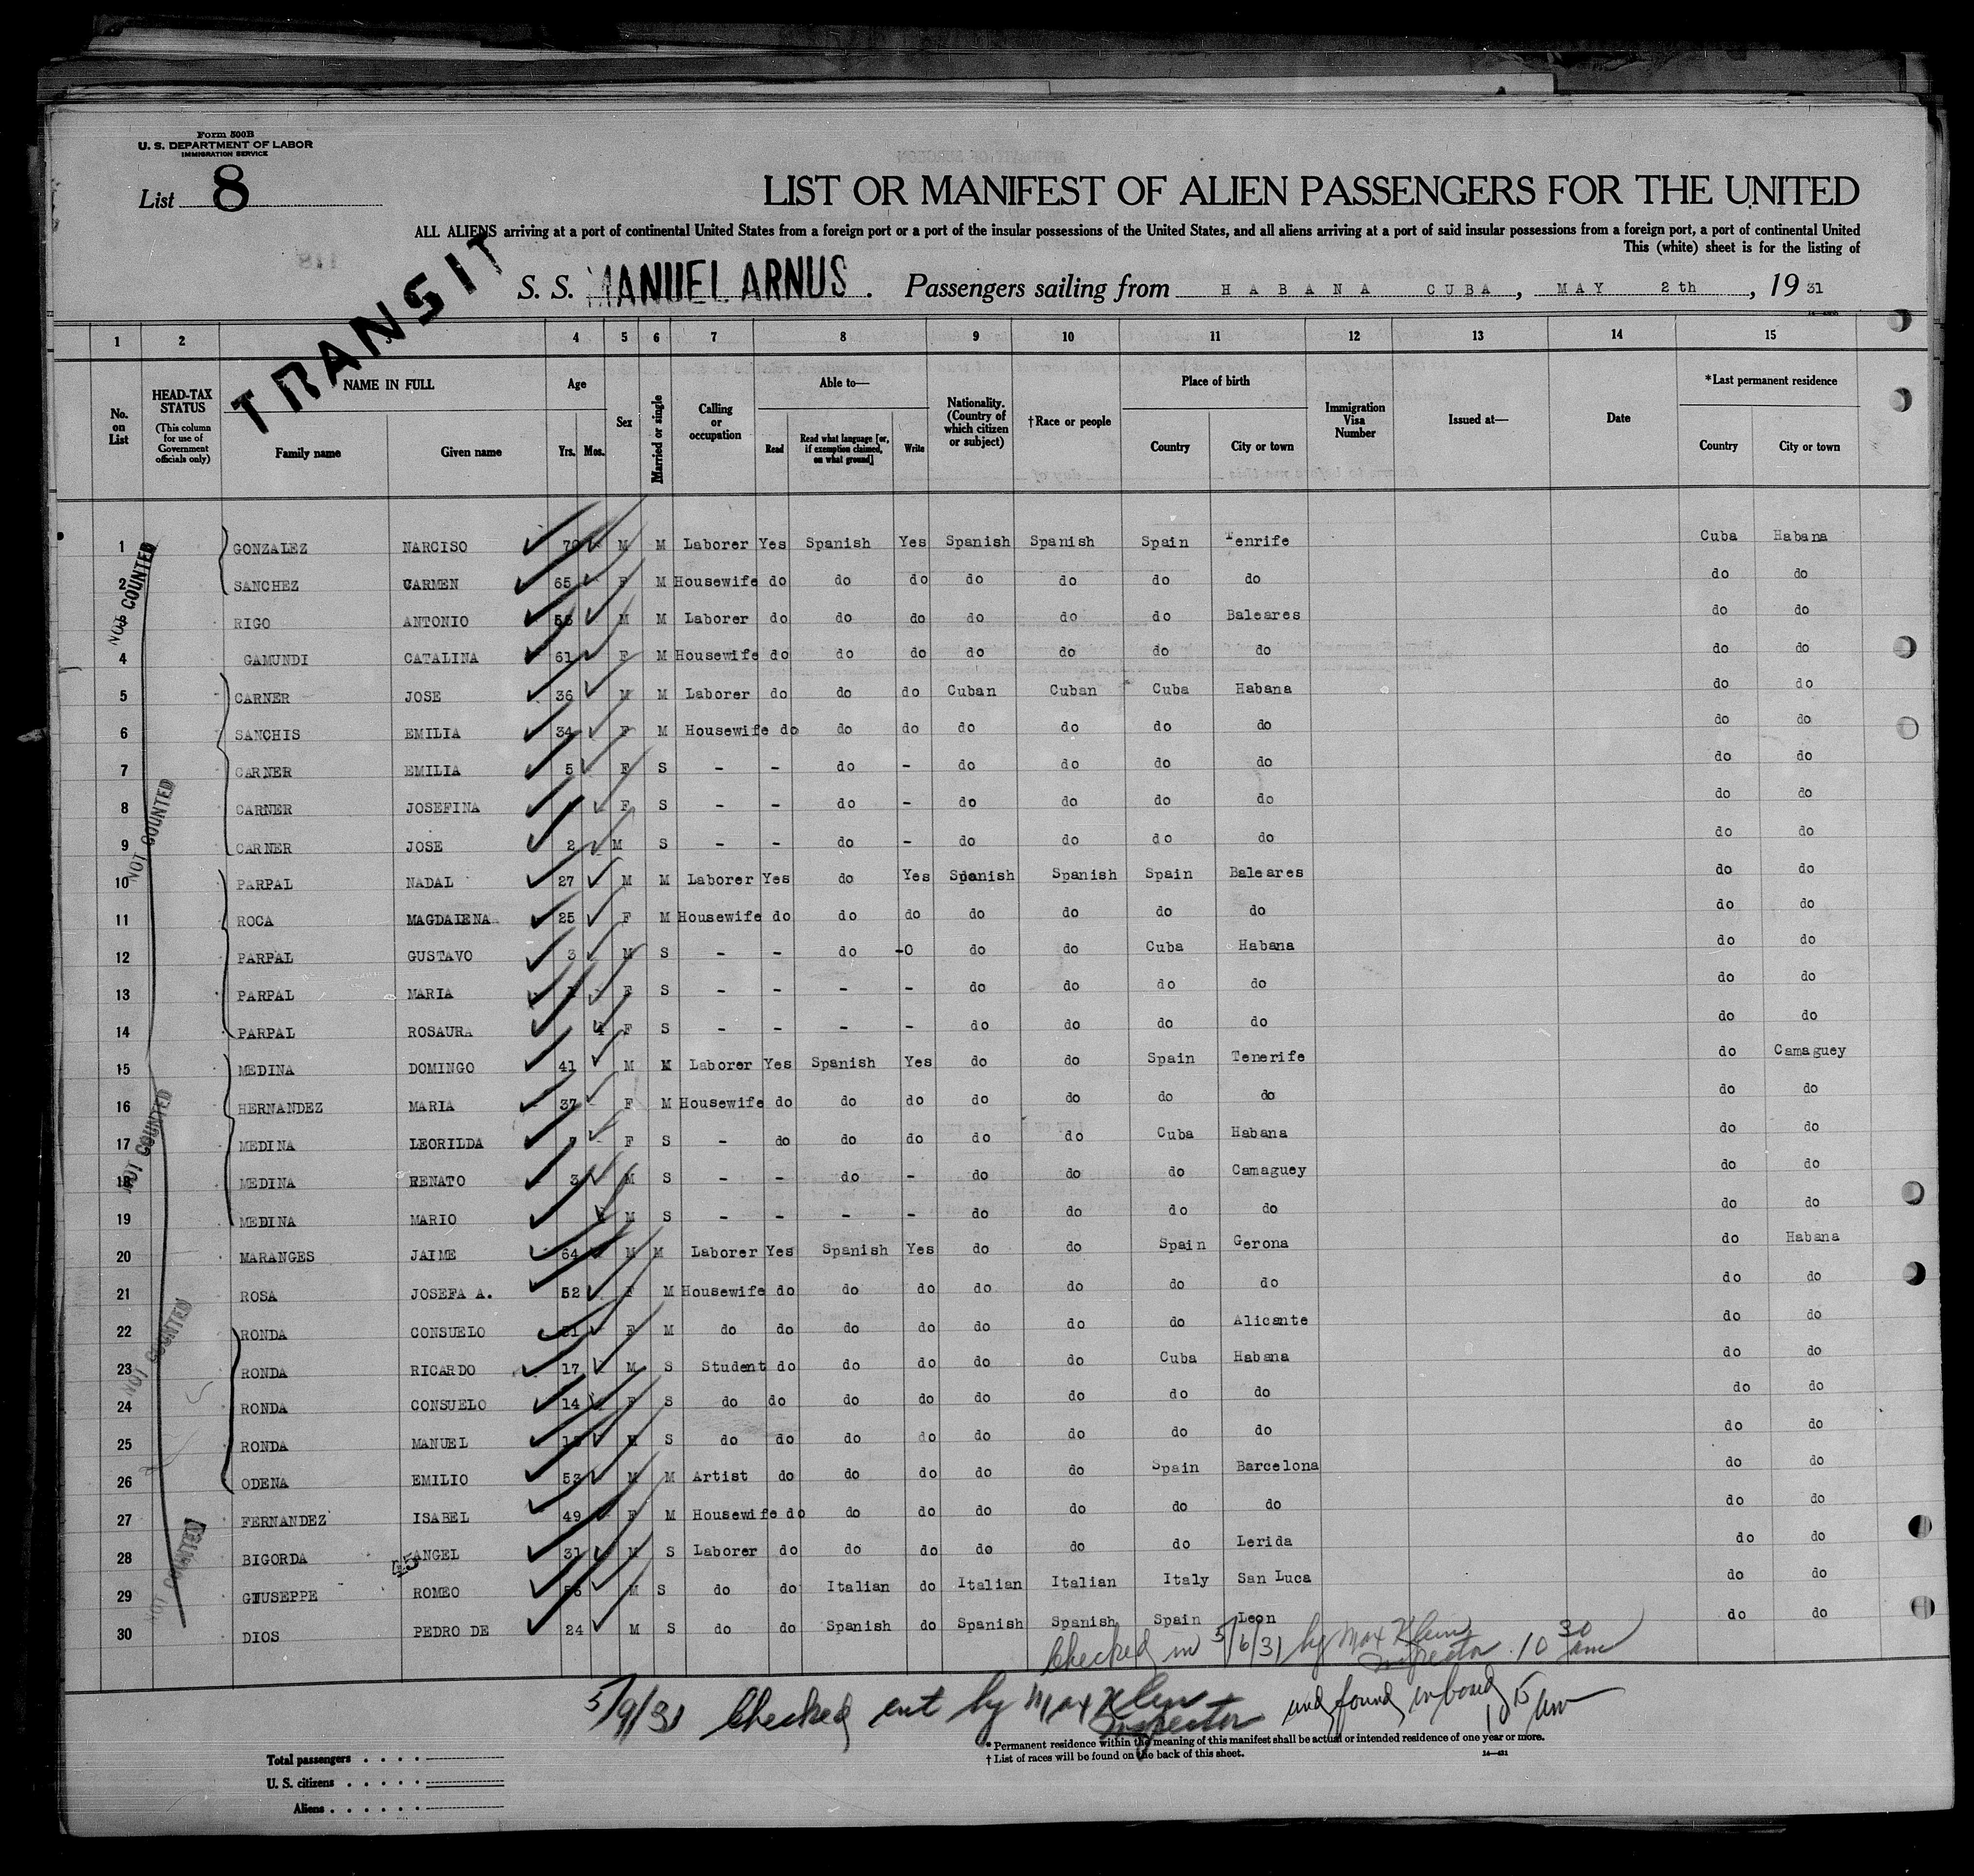 Form 500B
U. S. DEPARTMENT OF LABOR
IMMIGRATION SERVICE
List 8
LIST OR MANIFEST OF ALIEN PASSENGERS FOR THE UNITED
ALL ALIENS arriving at a port of continental United States from a foreign port or a port of the insular possessions of the United States, and all aliens arriving at a port of said insular possessions from a foreign port, a port of continental United
This (white) sheet is for the listing of
TRANSIT
S. S. MANUEL ARNUS. Passengers sailing from HABANA CUBA, MAY 2th, 1931
1 2 4 5 6 7 8 9 10 11 12 13 14 15
No. on List
HEAD-TAX STATUS (This column for use of Government officials only)
NAME IN FULL
Family name Given name
Age
Yrs. Mos.
Sex
Married or single
Calling or occupation
Able to—
Read Read what language [or, if exemption claimed, on what ground] Write
Nationality. (Country of which citizen or subject)
†Race or people
Place of birth
Country City or town
Immigration Visa Number
Issued at—
Date
*Last permanent residence
Country City or town
1 GONZALEZ NARCISO 70 M M Laborer Yes Spanish Yes Spanish Spanish Spain Tenrife Cuba Habana
2 SANCHEZ CARMEN 65 F M Housewife do do do do do do do do do
RIGO ANTONIO M M Laborer do do do do do do Baleares do do
4 GAMUNDI CATALINA 61 F M Housewife do do do do do do do do do
5 CARNER JOSE 36 M M Laborer do do do Cuban Cuban Cuba Habana do do
6 SANCHIS EMILIA 34 F M Housewife do do do do do do do do do
7 CARNER EMILIA 5 F S - - do - do do do do do do
8 CARNER JOSEFINA F S - - do - do do do do do do
9 CARNER JOSE 2 M S - - do - do do do do do do
10 PARPAL NADAL 27 M M Laborer Yes do Yes Spanish Spanish Spain Baleares do do
11 ROCA MAGDALENA 25 F M Housewife do do do do do do do do do
12 PARPAL GUSTAVO 3 M S - - do -0 do do Cuba Habana do do
13 PARPAL MARIA F S - - - - do do do do do do
14 PARPAL ROSAURA F S - - - - do do do do do do
15 MEDINA DOMINGO 41 M M Laborer Yes Spanish Yes do do Spain Tenerife do Camaguey
16 HERNANDEZ MARIA 37 F M Housewife do do do do do do do do do
17 MEDINA LEORILDA F S - do do do do do Cuba Habana do do
18 MEDINA RENATO 3 M S - - do - do do do Camaguey do do
19 MEDINA MARIO M S - - - - do do do do do do
20 MARANGES JAIME 64 M M Laborer Yes Spanish Yes do do Spain Gerona do Habana
21 ROSA JOSEFA A. 52 F M Housewife do do do do do do do do do
22 RONDA CONSUELO F M do do do do do do do Alicante do do
23 RONDA RICARDO 17 M S Student do do do do do Cuba Habana do do
24 RONDA CONSUELO 14 F S do do do do do do do do do do
25 RONDA MANUEL M S do do do do do do do do do do
26 ODENA EMILIO 53 M M Artist do do do do do Spain Barcelona do do
27 FERNANDEZ ISABEL 49 F M Housewife do do do do do do do do do
28 BIGORDA ANGEL 31 M S Laborer do do do do do do Lerida do do
29 GIUSEPPE 45 ROMEO M S do do Italian do Italian Italian Italy San Luca do do
30 DIOS PEDRO DE 24 M S do do Spanish do Spanish Spanish Spain Leon do do
NOT COUNTED
NOT COUNTED
NOT COUNTED
NOT COUNTED
NOT COUNTED
Checked in 5/6/31 by Max Klein Inspector 10 30 am
5/9/31 Checked out by Max Klein Inspector and found on board 10 15 am
* Permanent residence within the meaning of this manifest shall be actual or intended residence of one year or more.
† List of races will be found on the back of this sheet.
Total passengers
U. S. citizens
Aliens